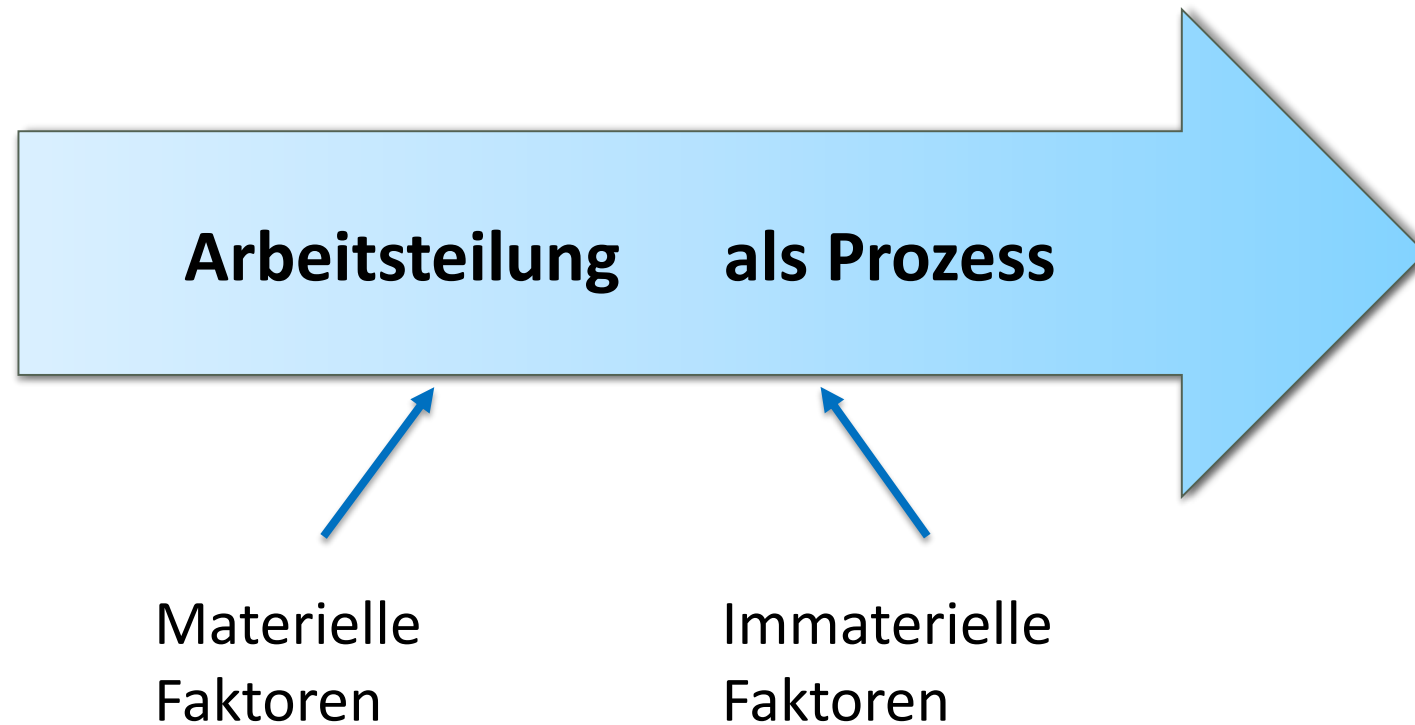 Arbeitsteilung als Prozess
Materielle
Faktoren
Immaterielle
Faktoren